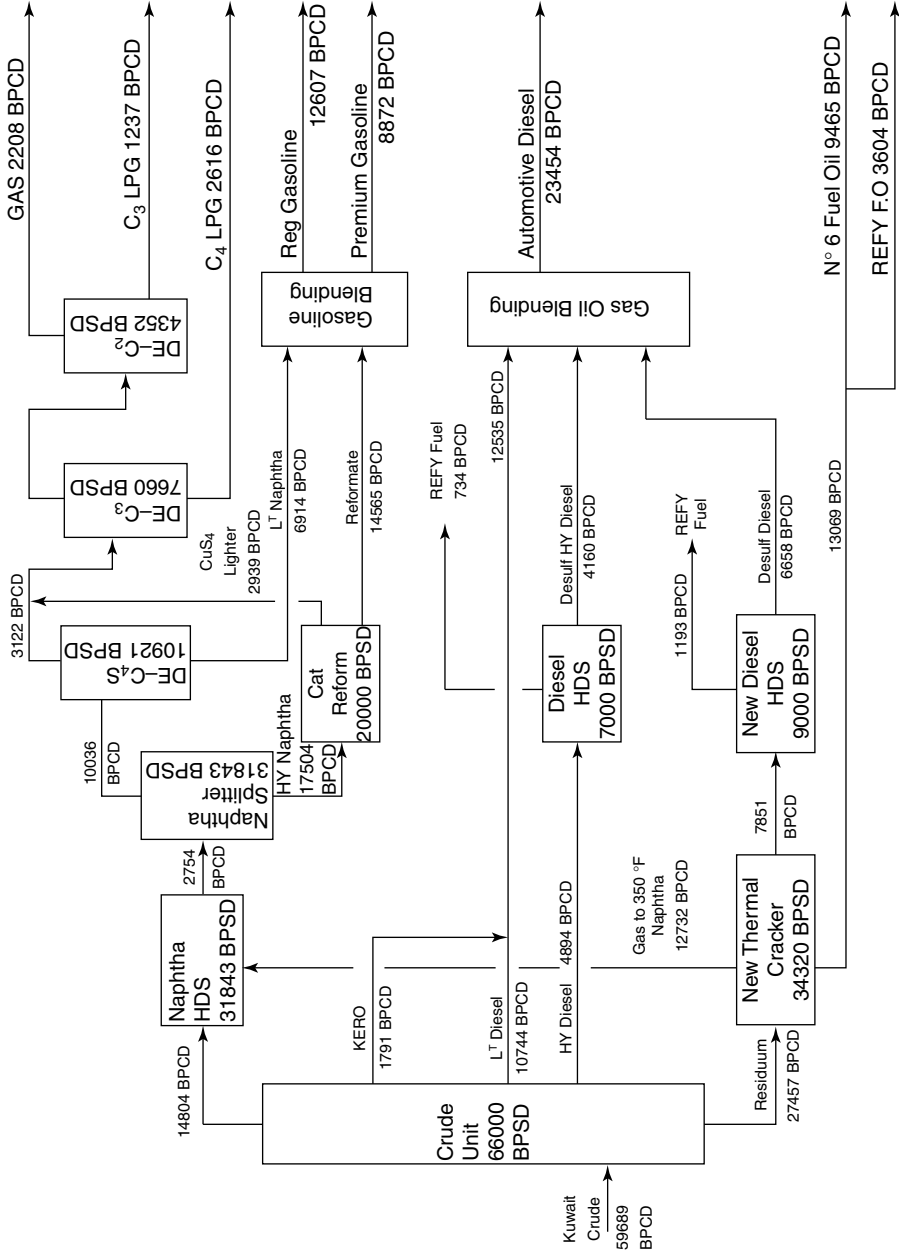 Kuwait
Crude
59689
BPCD
Crude
Unit
66000
BPSD
14804 BPCD
KERO
1791 BPCD
Lᵀ Diesel
10744 BPCD
HY Diesel
4894 BPCD
Residuum
27457 BPCD
Naphtha
HDS
31843 BPSD
2754
BPCD
Gas to 350 °F
Naphtha
12732 BPCD
New Thermal
Cracker
34320 BPSD
7851
BPCD
Naphtha
Splitter
31843 BPSD
10036
BPCD
HY Naphtha
17504
BPCD
DE–C₄S
10921 BPSD
3122 BPCD
Cat
Reform
20000 BPSD
CuS₄
Lighter
2939 BPCD
Lᵀ Naphtha
6914 BPCD
Reformate
14565 BPCD
Diesel
HDS
7000 BPSD
REFY Fuel
734 BPCD
12535 BPCD
Desulf HY Diesel
4160 BPCD
New Diesel
HDS
9000 BPSD
1193 BPCD
REFY
Fuel
Desulf Diesel
6658 BPCD
13069 BPCD
DE–C₃
7660 BPSD
DE–C₂
4352 BPSD
Gasoline
Blending
Gas Oil Blending
GAS 2208 BPCD
C₃ LPG 1237 BPCD
C₄ LPG 2616 BPCD
Reg Gasoline
12607 BPCD
Premium Gasoline
8872 BPCD
Automotive Diesel
23454 BPCD
N° 6 Fuel Oil 9465 BPCD
REFY F.O 3604 BPCD